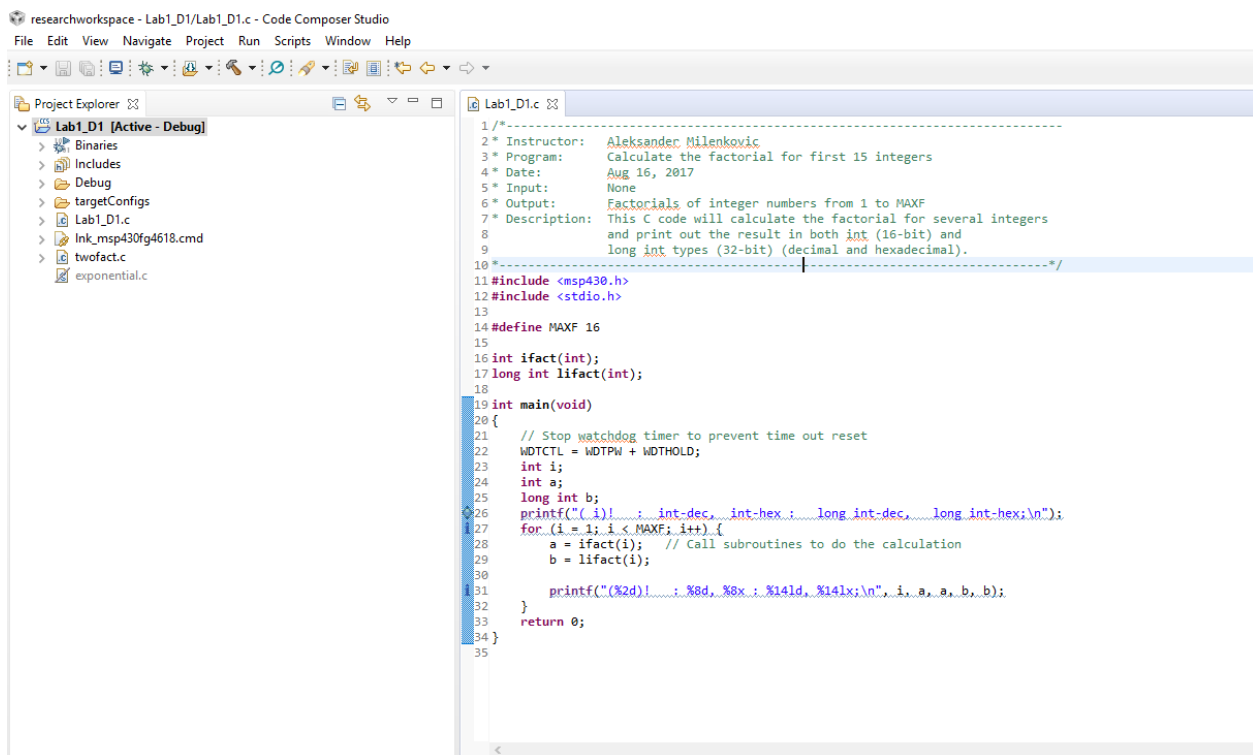 researchworkspace - Lab1_D1/Lab1_D1.c - Code Composer Studio
File Edit View Navigate Project Run Scripts Window Help
Project Explorer
Lab1_D1 [Active - Debug]
Binaries
Includes
Debug
targetConfigs
Lab1_D1.c
lnk_msp430fg4618.cmd
twofact.c
exponential.c
Lab1_D1.c
1 /*------------------------------------------------------------------------------
2 * Instructor:   Aleksander Milenkovic
3 * Program:      Calculate the factorial for first 15 integers
4 * Date:         Aug 16, 2017
5 * Input:        None
6 * Output:       Factorials of integer numbers from 1 to MAXF
7 * Description:  This C code will calculate the factorial for several integers
8                 and print out the result in both int (16-bit) and
9                 long int types (32-bit) (decimal and hexadecimal).
10 *-----------------------------------------------------------------------------*/
11 #include <msp430.h>
12 #include <stdio.h>
13
14 #define MAXF 16
15
16 int ifact(int);
17 long int lifact(int);
18
19 int main(void)
20 {
21     // Stop watchdog timer to prevent time out reset
22     WDTCTL = WDTPW + WDTHOLD;
23     int i;
24     int a;
25     long int b;
26     printf("( i)!   :  int-dec,  int-hex :   long int-dec,   long int-hex;\n");
27     for (i = 1; i < MAXF; i++) {
28         a = ifact(i);   // Call subroutines to do the calculation
29         b = lifact(i);
30
31         printf("(%2d)!   : %8d, %8x : %14ld, %14lx;\n", i, a, a, b, b);
32     }
33     return 0;
34 }
35